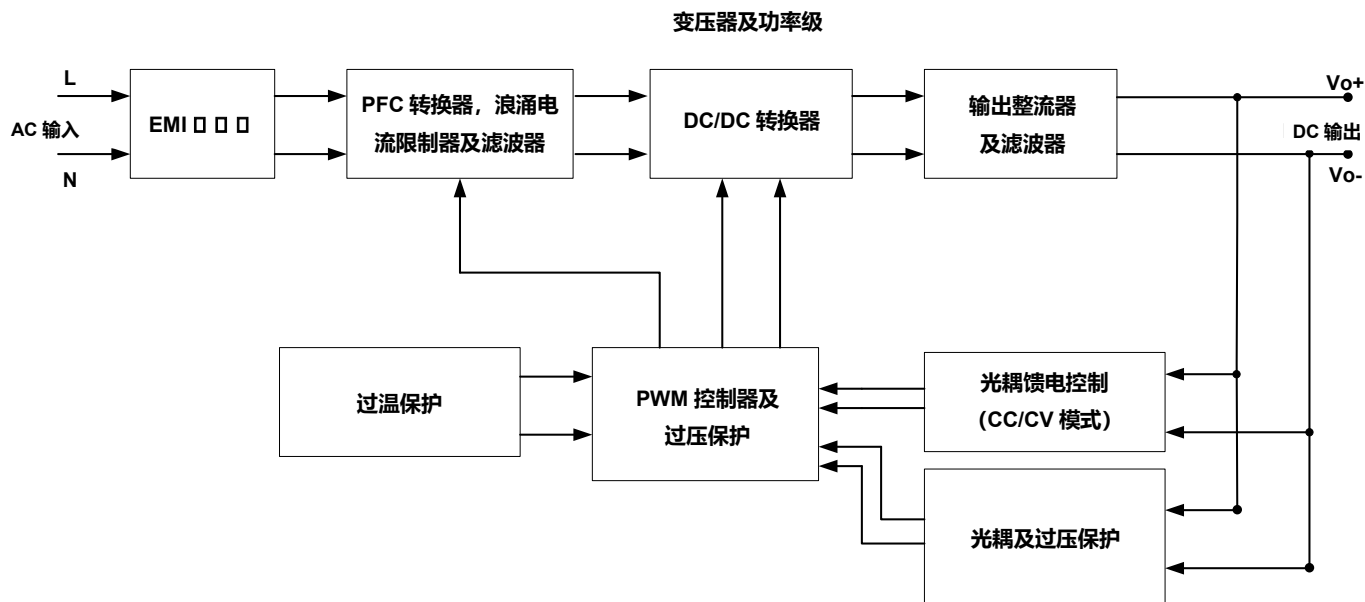 变压器及功率级
L
AC 输入
N
EMI
PFC 转换器，浪涌电
流限制器及滤波器
DC/DC 转换器
输出整流器
及滤波器
Vo+
DC 输出
Vo-
过温保护
PWM 控制器及
过压保护
光耦馈电控制
（CC/CV 模式）
光耦及过压保护